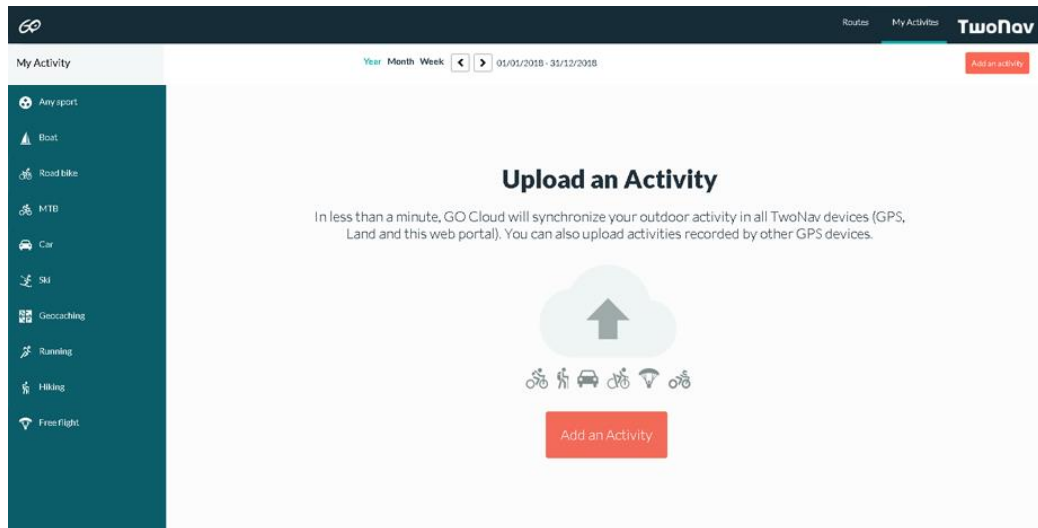 GO
Routes
My Activites
TwoNav
My Activity
Year Month Week 01/01/2018 - 31/12/2018
Add an activity
Any sport
Boat
Road bike
MTB
Car
Ski
Geocaching
Running
Hiking
Free flight
Upload an Activity
In less than a minute, GO Cloud will synchronize your outdoor activity in all TwoNav devices (GPS,
Land and this web portal). You can also upload activities recorded by other GPS devices.
Add an Activity